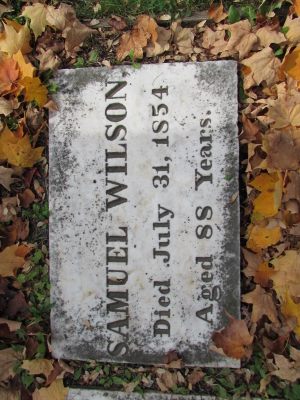 SAMUEL WILSON,
Died July 31, 1854
Aged 88 Years.